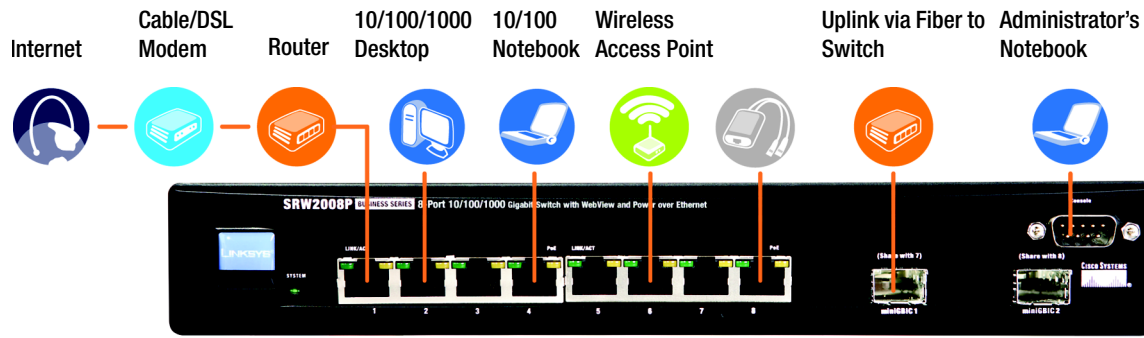 Internet
Cable/DSL
Modem
Router
10/100/1000
Desktop
10/100
Notebook
Wireless
Access Point
Uplink via Fiber to
Switch
Administrator's
Notebook
SRW2008P BUSINESS SERIES 8-Port 10/100/1000 Gigabit Switch with WebView and Power over Ethernet
Console
LINKSYS
LINK/ACT
PoE
LINK/ACT
PoE
(Share with 7)
(Share with 8)
CISCO SYSTEMS
SYSTEM
1
2
3
4
5
6
7
8
miniGBIC 1
miniGBIC 2